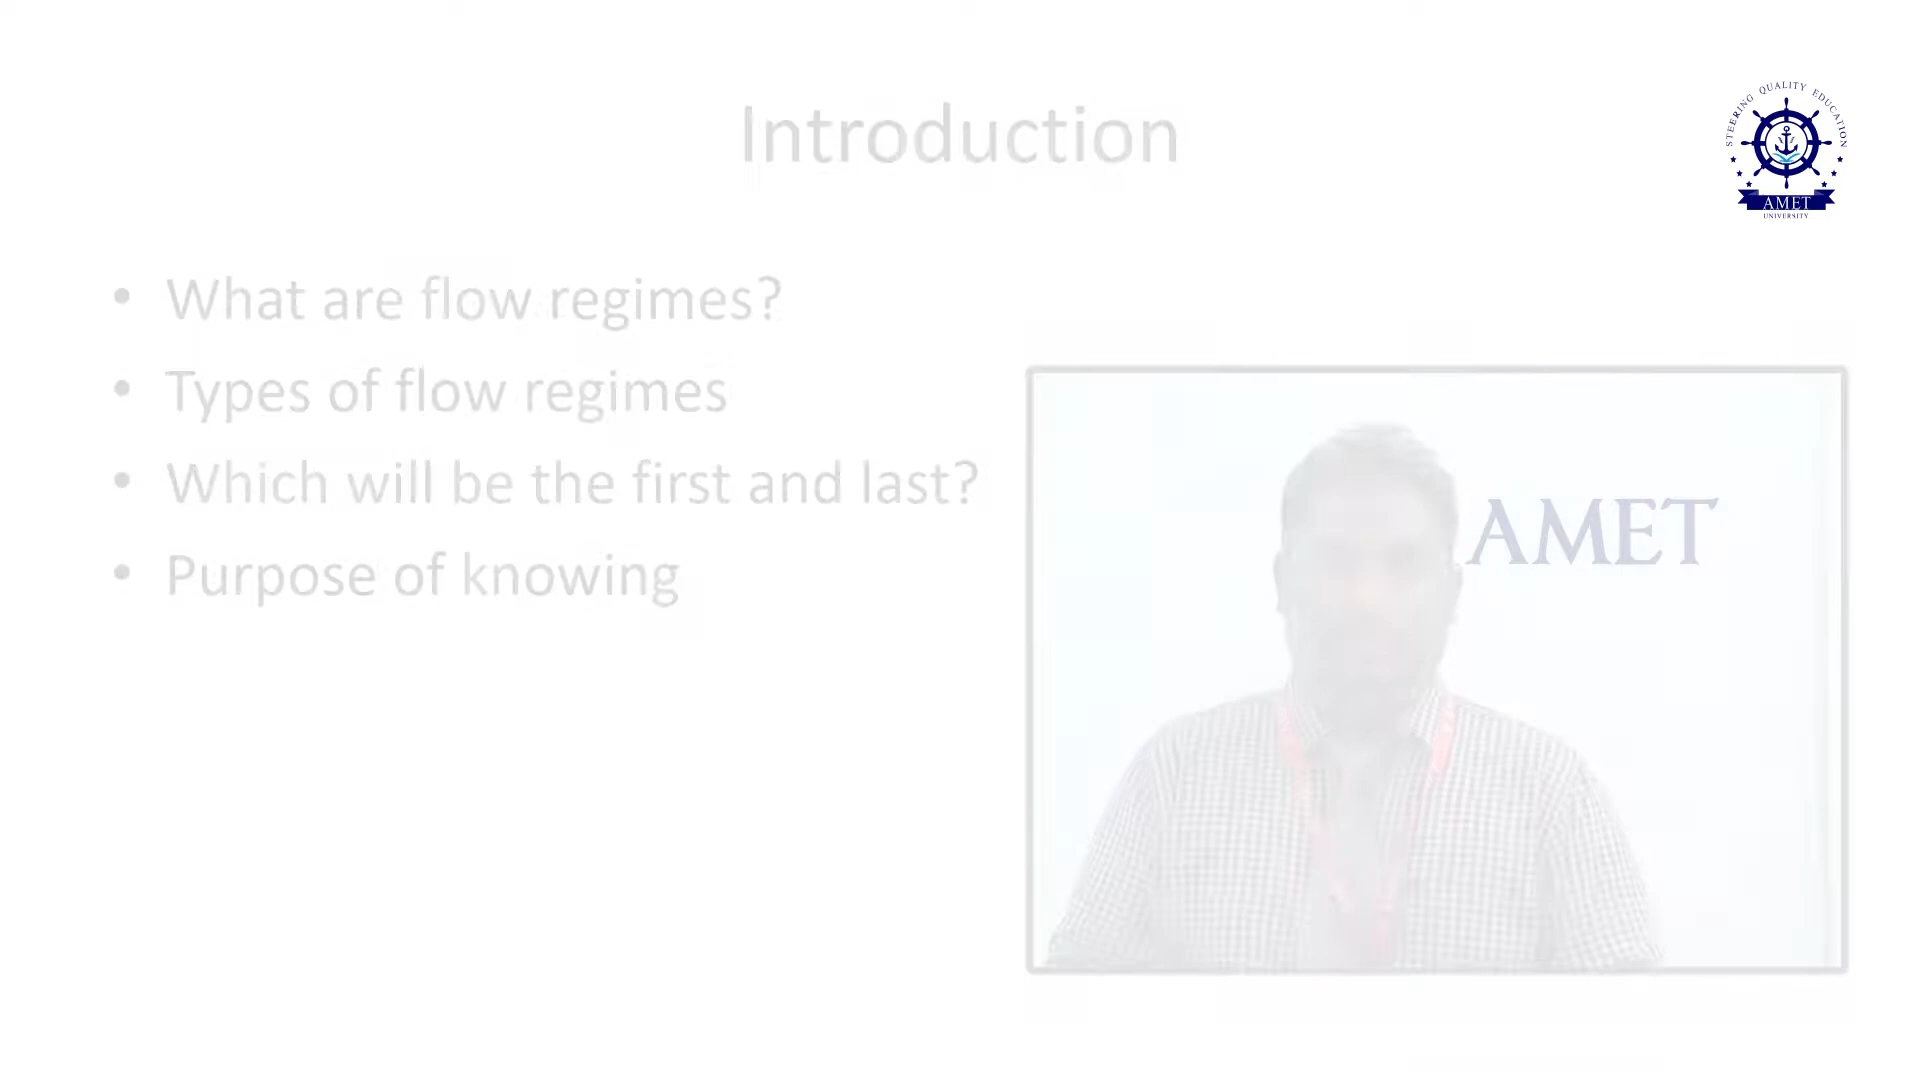 Introduction
STEERING QUALITY EDUCATION
AMET
UNIVERSITY
• What are flow regimes?
• Types of flow regimes
• Which will be the first and last?
• Purpose of knowing
AMET